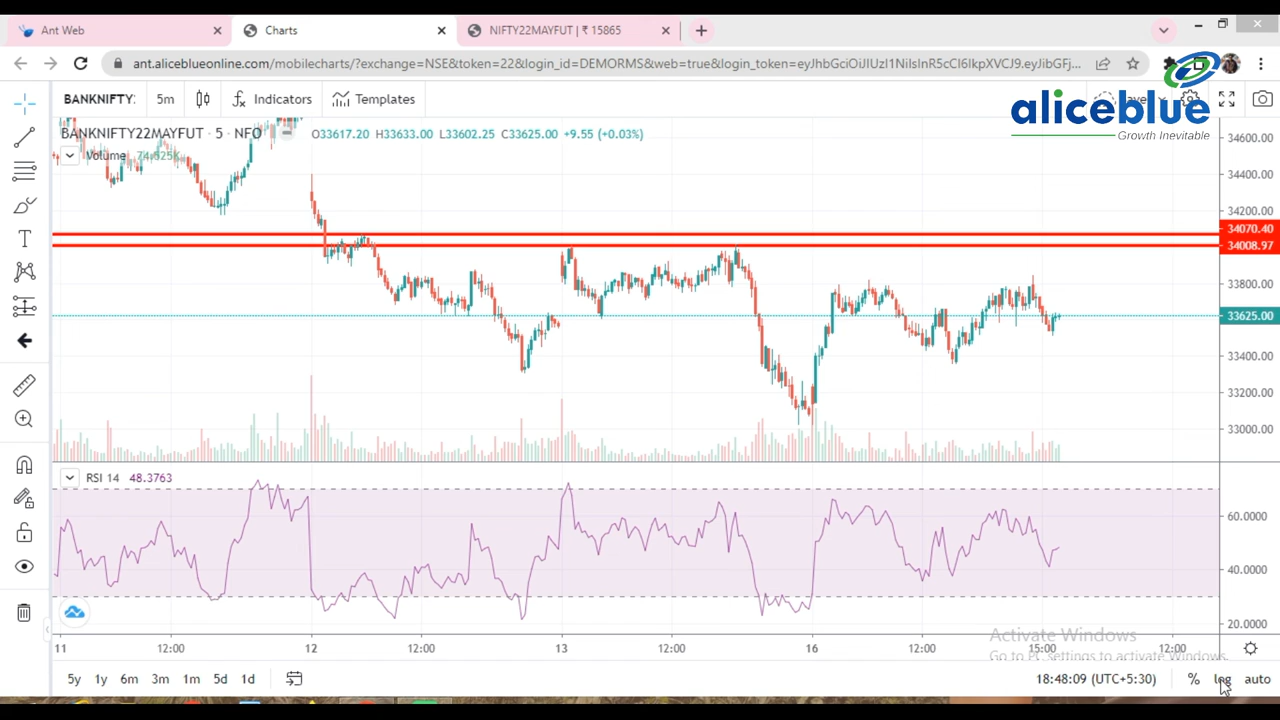 Ant Web
Charts
NIFTY22MAYFUT | ₹ 15865
ant.aliceblueonline.com/mobilecharts/?exchange=NSE&token=22&login_id=DEMORMS&web=true&login_token=
BANKNIFTY:
5m
Indicators
Templates
aliceblue
Growth Inevitable
BANKNIFTY22MAYFUT · 5 · NFO
O33617.20 H33633.00 L33602.25 C33625.00 +9.55 (+0.03%)
Volume
34600.00
34400.00
34200.00
34070.40
34008.97
33800.00
33625.00
33400.00
33200.00
33000.00
RSI 14 48.3763
60.0000
40.0000
20.0000
11 12:00 12 12:00 13 12:00 16 12:00 15:00 12:00
Activate Windows
Go to PC settings to activate Windows.
5y 1y 6m 3m 1m 5d 1d
18:48:09 (UTC+5:30)
% log auto